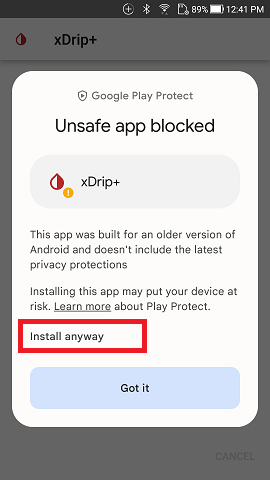 89% 12:41 PM
xDrip+
Google Play Protect
Unsafe app blocked
xDrip+
This app was built for an older version of
Android and doesn't include the latest
privacy protections
Installing this app may put your device at
risk. Learn more about Play Protect.
Install anyway
Got it
CANCEL